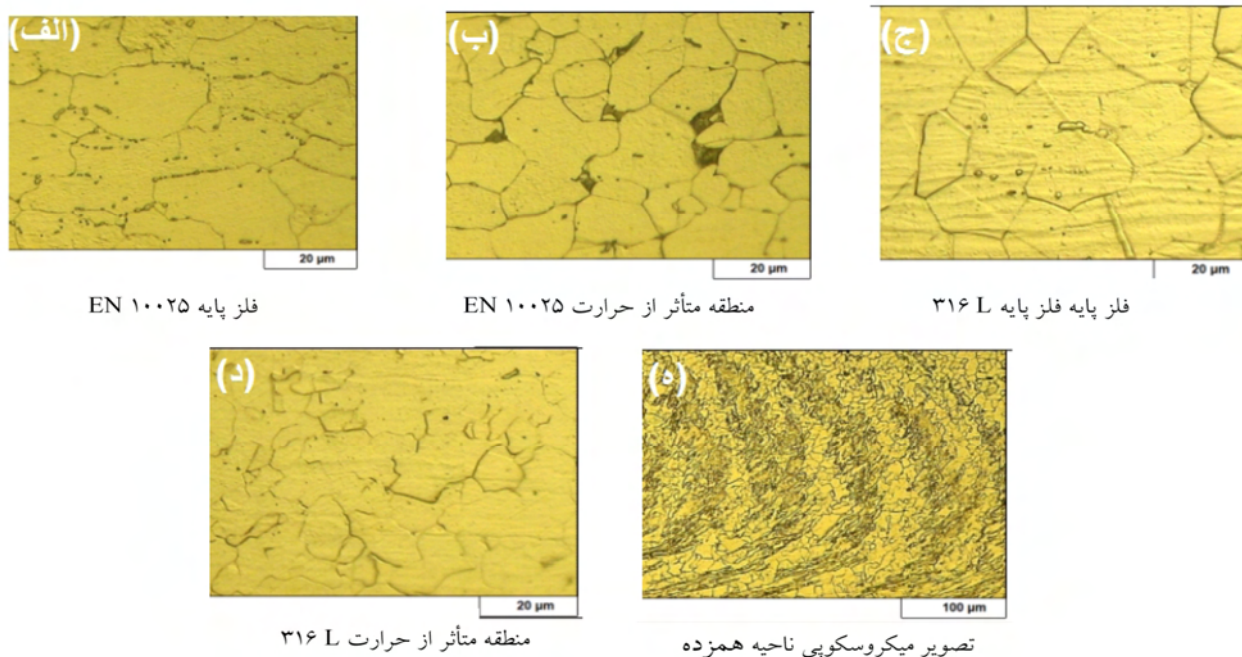 (الف)
(ب)
(ج)
20 µm
20 µm
20 µm
فلز پایه EN ۱۰۰۲۵
منطقه متأثر از حرارت EN ۱۰۰۲۵
فلز پایه فلز پایه ۳۱۶ L
(د)
(ه)
20 µm
100 µm
منطقه متأثر از حرارت ۳۱۶ L
تصویر میکروسکوپی ناحیه همزده